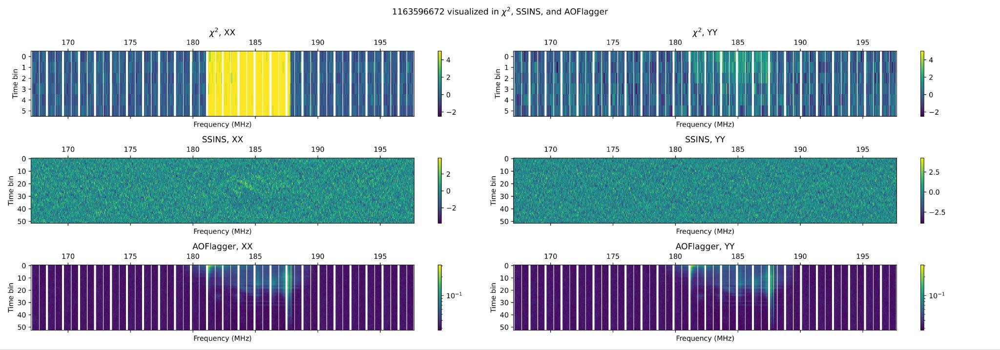 1163596672 visualized in χ², SSINS, and AOFlagger
χ², XX
170 175 180 185 190 195
0
1
2
3
4
5
Time bin
Frequency (MHz)
4
2
0
−2
χ², YY
170 175 180 185 190 195
0
1
2
3
4
5
Time bin
Frequency (MHz)
4
2
0
−2
SSINS, XX
170 175 180 185 190 195
0
10
20
30
40
50
Time bin
Frequency (MHz)
2
0
−2
SSINS, YY
170 175 180 185 190 195
0
10
20
30
40
50
Time bin
Frequency (MHz)
2.5
0.0
−2.5
AOFlagger, XX
170 175 180 185 190 195
0
10
20
30
40
50
Time bin
Frequency (MHz)
10⁻¹
AOFlagger, YY
170 175 180 185 190 195
0
10
20
30
40
50
Time bin
Frequency (MHz)
10⁻¹